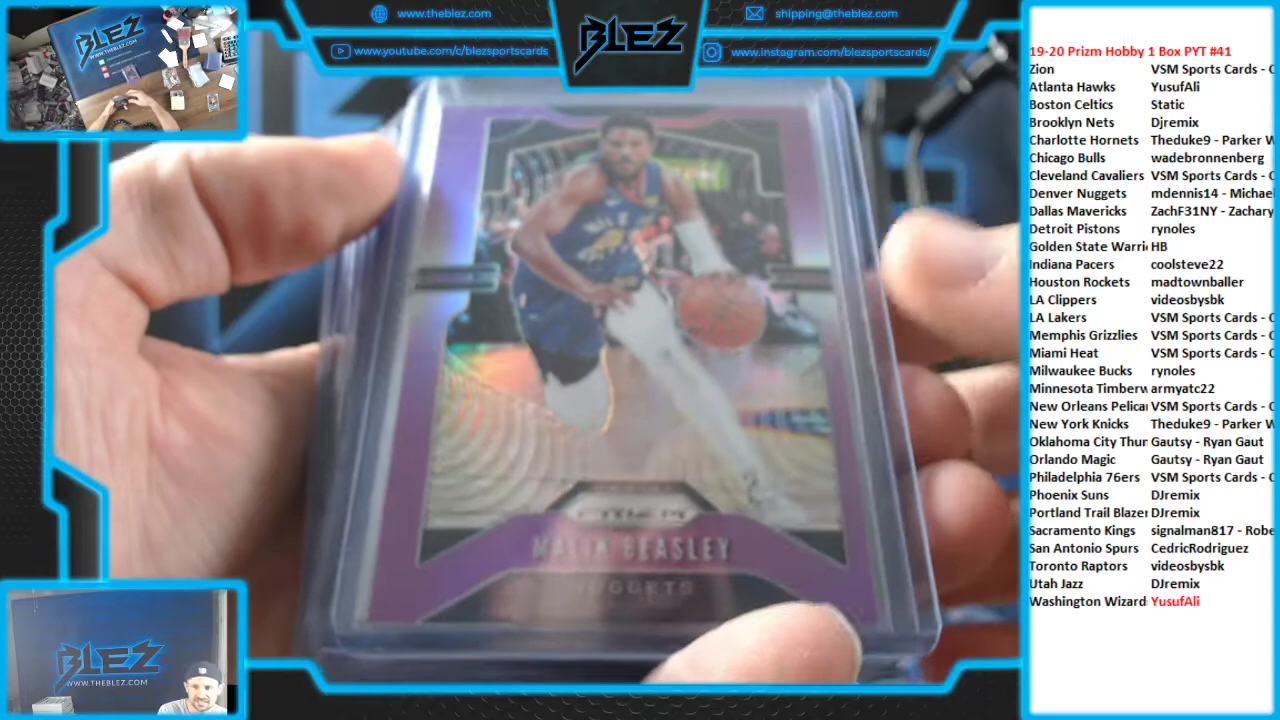 www.theblez.com
www.youtube.com/c/blezsportscards
BLEZ
shipping@theblez.com
www.instagram.com/blezsportscards/
BLEZ
WWW.THEBLEZ.COM
PRIZM
MALIK BEASLEY
NUGGETS
BLEZ
WWW.THEBLEZ.COM
19-20 Prizm Hobby 1 Box PYT #41
Zion VSM Sports Cards - C
Atlanta Hawks YusufAli
Boston Celtics Static
Brooklyn Nets Djremix
Charlotte Hornets Theduke9 - Parker W
Chicago Bulls wadebronnenberg
Cleveland Cavaliers VSM Sports Cards - C
Denver Nuggets mdennis14 - Michae
Dallas Mavericks ZachF31NY - Zachary
Detroit Pistons rynoles
Golden State Warri HB
Indiana Pacers coolsteve22
Houston Rockets madtownballer
LA Clippers videosbysbk
LA Lakers VSM Sports Cards - C
Memphis Grizzlies VSM Sports Cards - C
Miami Heat VSM Sports Cards - C
Milwaukee Bucks rynoles
Minnesota Timberw armyatc22
New Orleans Pelica VSM Sports Cards - C
New York Knicks Theduke9 - Parker W
Oklahoma City Thur Gautsy - Ryan Gaut
Orlando Magic Gautsy - Ryan Gaut
Philadelphia 76ers VSM Sports Cards - C
Phoenix Suns DJremix
Portland Trail Blazer DJremix
Sacramento Kings signalman817 - Robe
San Antonio Spurs CedricRodriguez
Toronto Raptors videosbysbk
Utah Jazz DJremix
Washington Wizard YusufAli